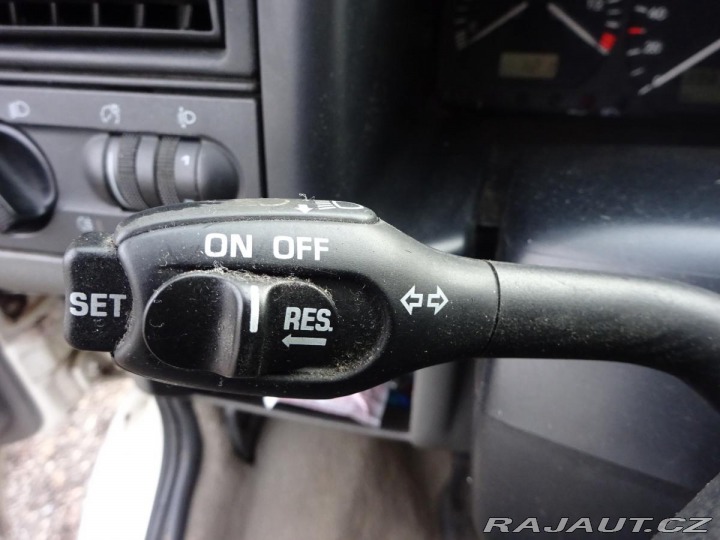 ON OFF
SET
RES.
RAJAUT.CZ